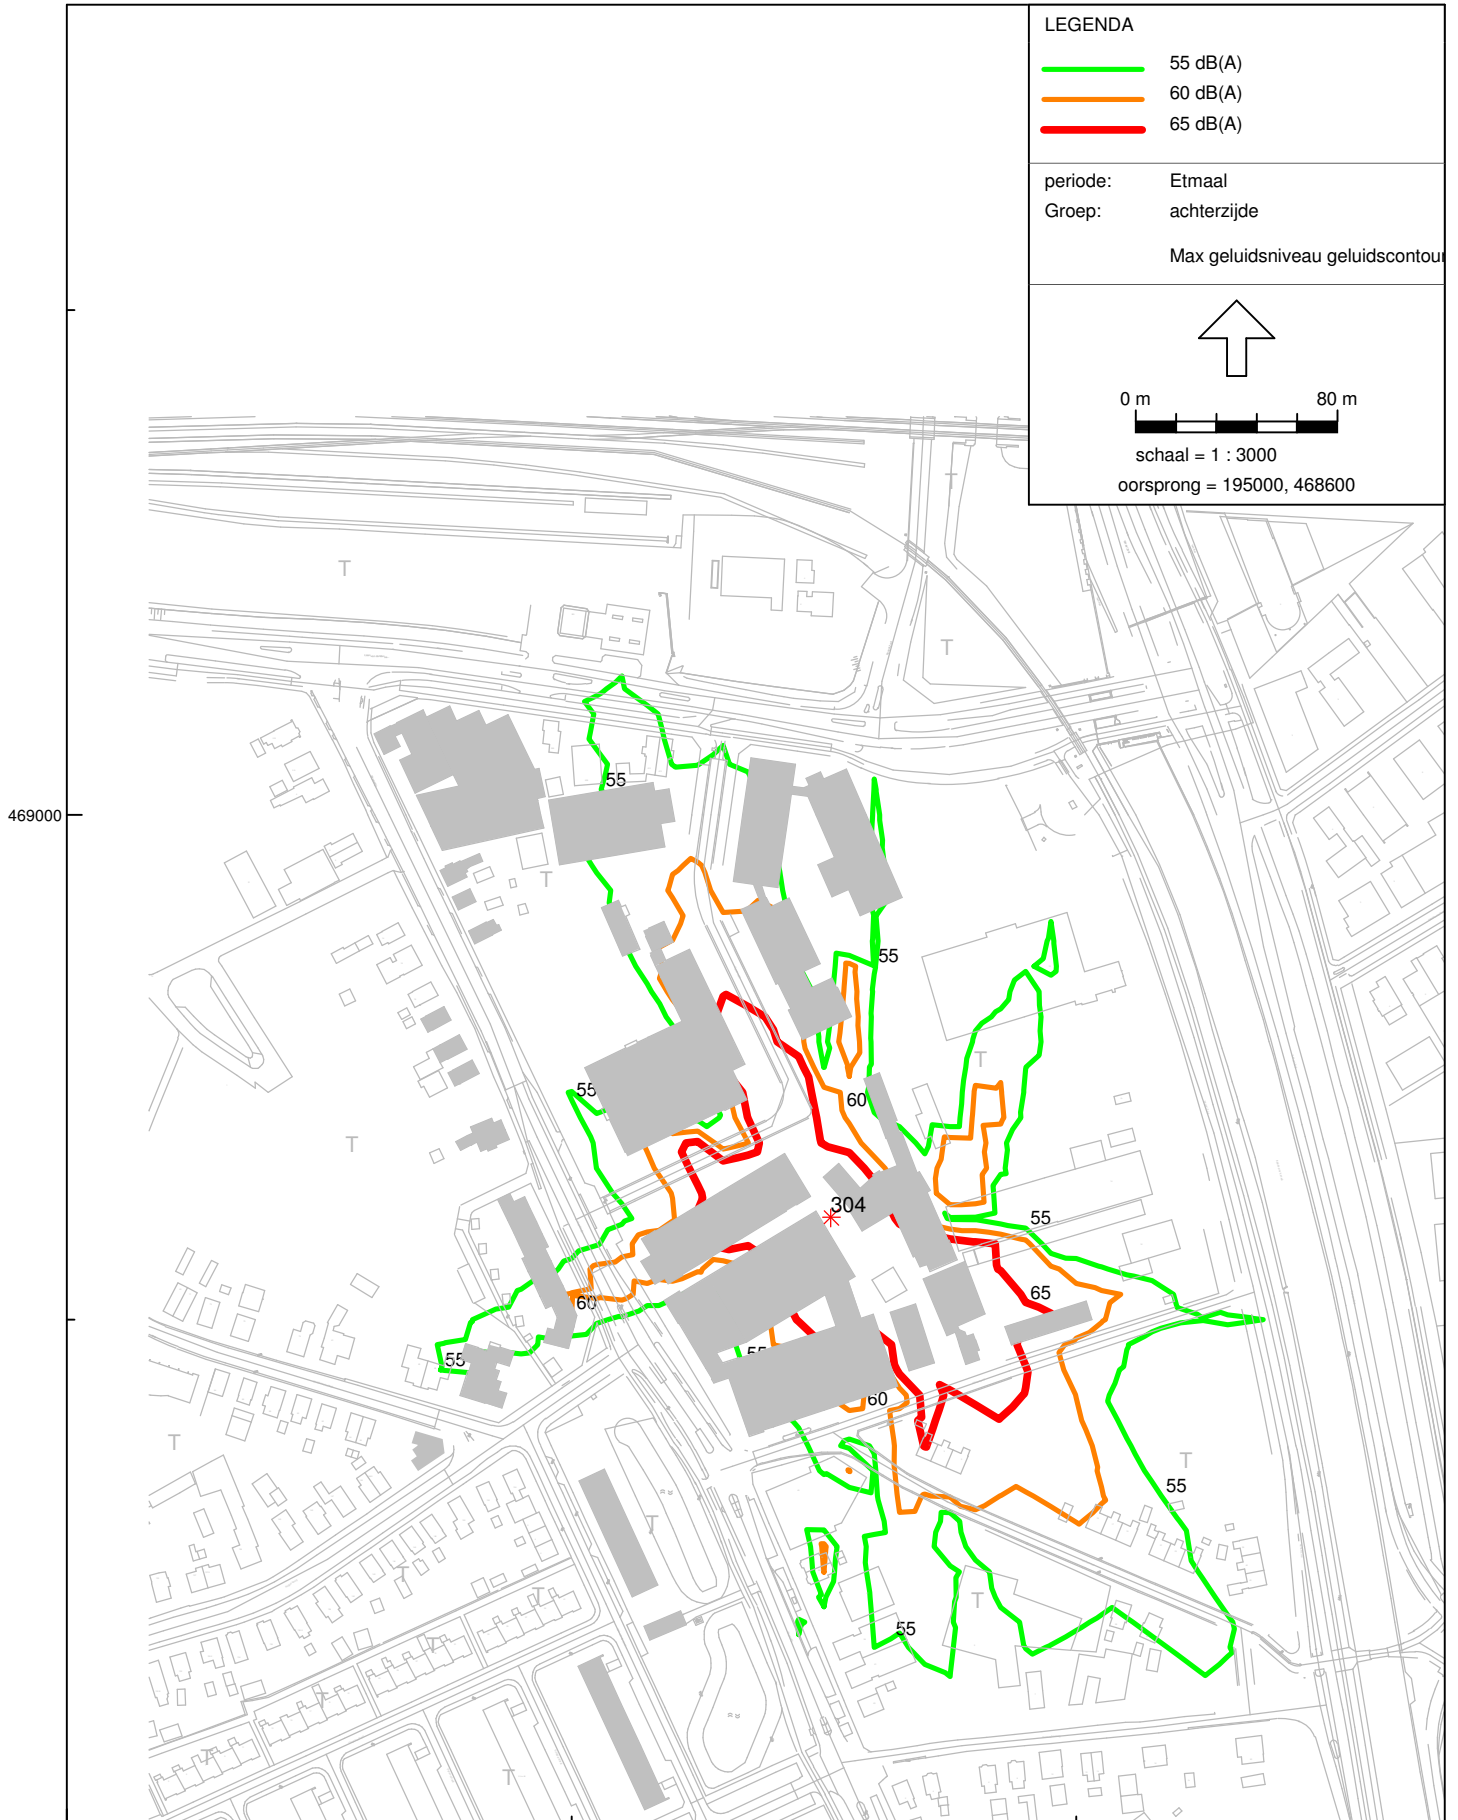 LEGENDA
55 dB(A)
60 dB(A)
65 dB(A)
periode: Etmaal
Groep: achterzijde
Max geluidsniveau geluidscontour
0 m 80 m
schaal = 1 : 3000
oorsprong = 195000, 468600
T
T
T
55
469000
T
55
T
55
60
T
304
55
65
60
55
55
60
T
T
55
T
T
T
T
55
T
T
T
T